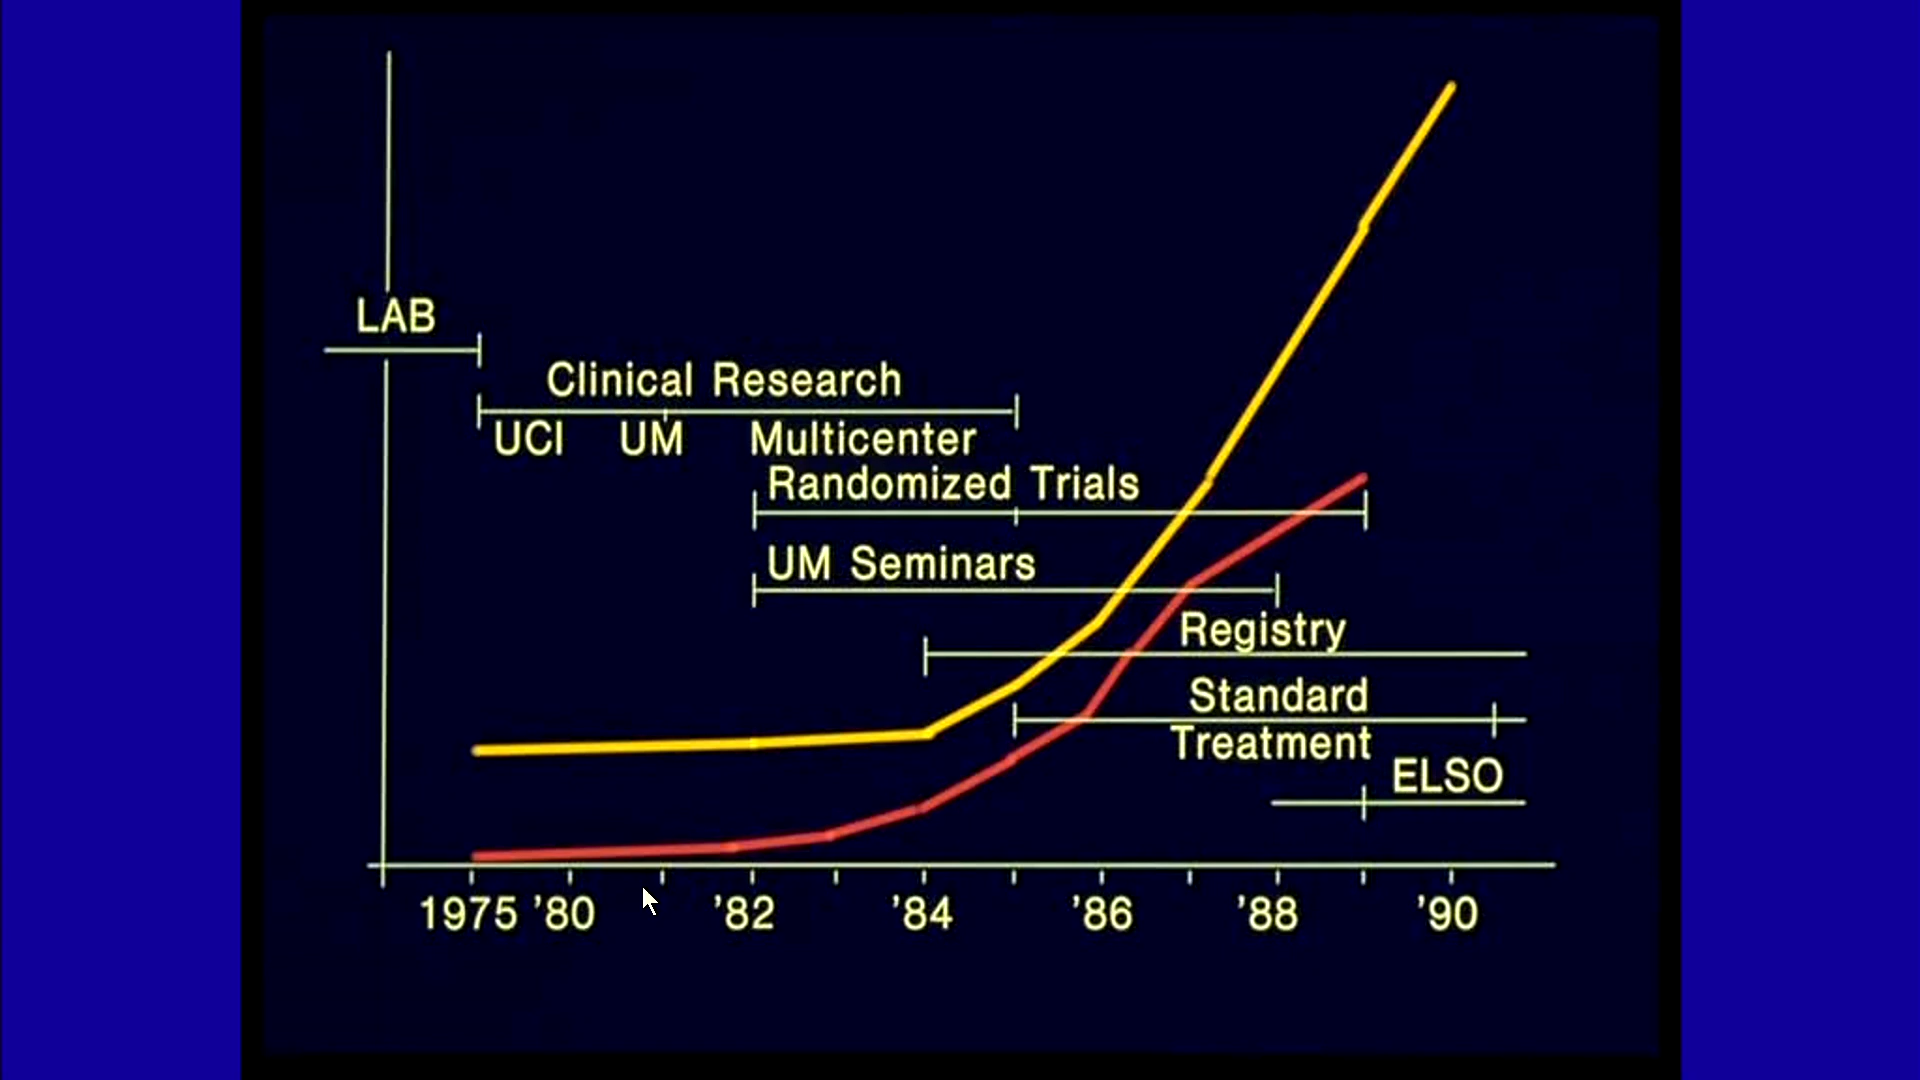 LAB
Clinical Research
UCI UM Multicenter
Randomized Trials
UM Seminars
Registry
Standard
Treatment
ELSO
1975 '80 '82 '84 '86 '88 '90